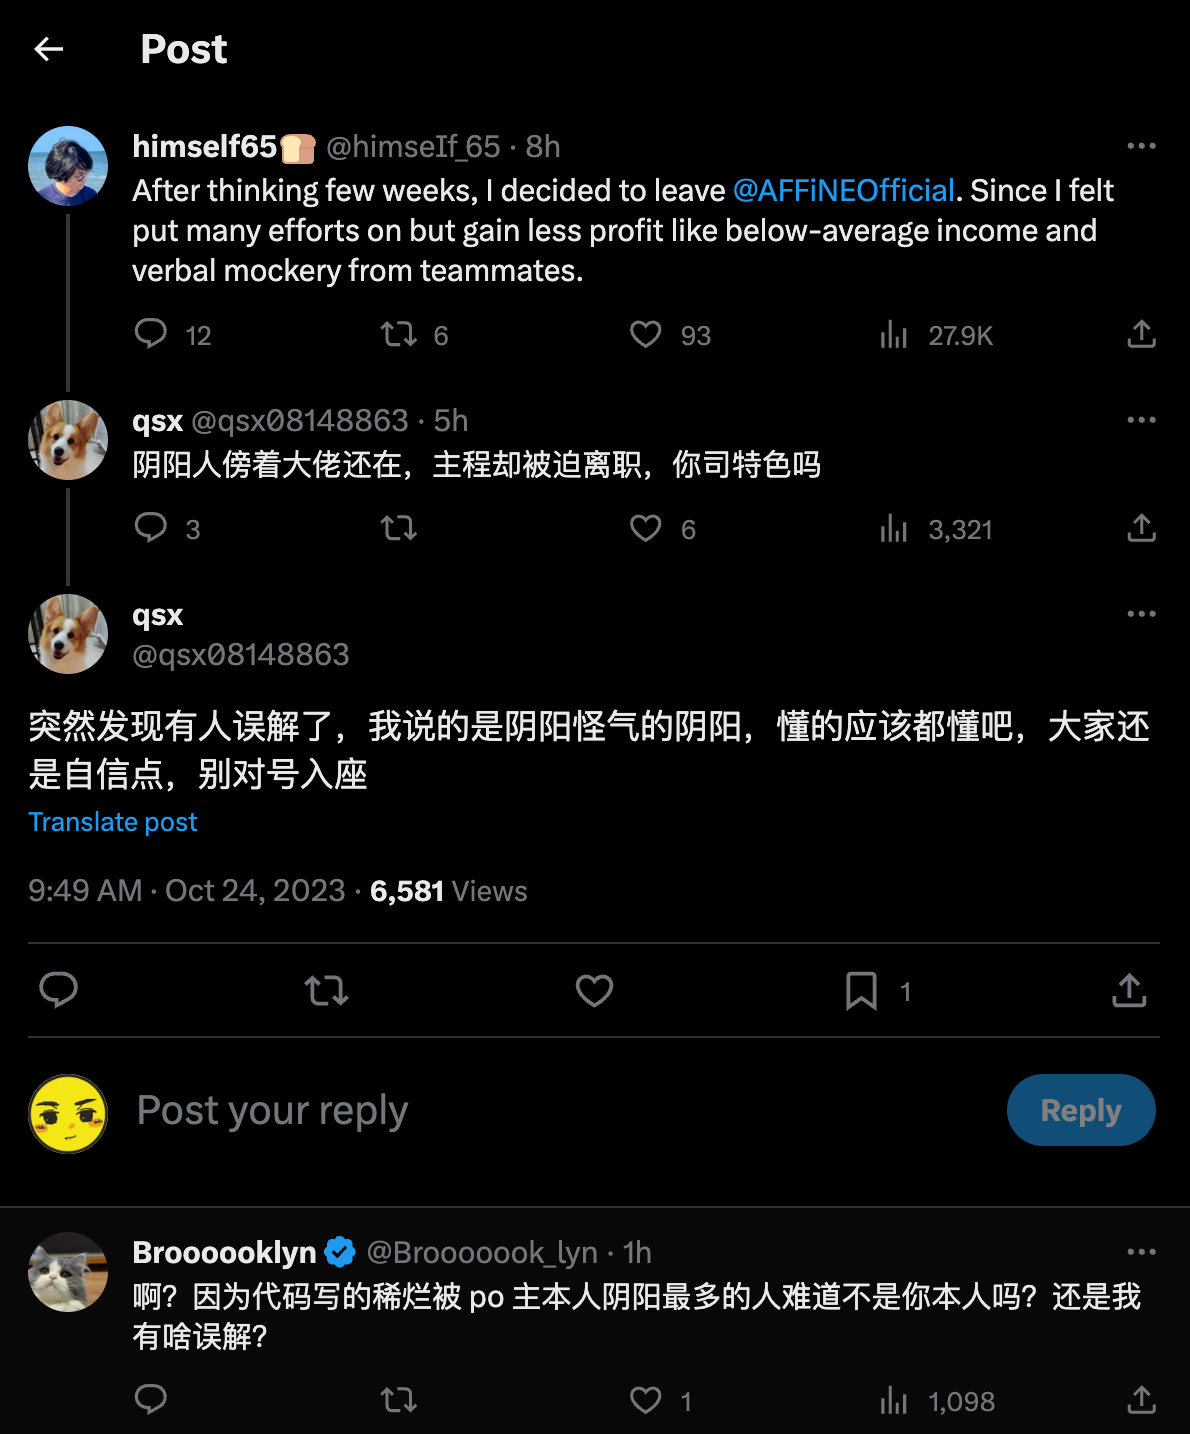 Post
himself65🍞 @himseIf_65 · 8h
After thinking few weeks, I decided to leave @AFFiNEOfficial. Since I felt
put many efforts on but gain less profit like below-average income and
verbal mockery from teammates.
12 6 93 27.9K
qsx @qsx08148863 · 5h
阴阳人傍着大佬还在，主程却被迫离职，你司特色吗
3 6 3,321
qsx
@qsx08148863
突然发现有人误解了，我说的是阴阳怪气的阴阳，懂的应该都懂吧，大家还
是自信点，别对号入座
Translate post
9:49 AM · Oct 24, 2023 · 6,581 Views
1
Post your reply
Reply
Broooooklyn @Brooooook_lyn · 1h
啊？因为代码写的稀烂被 po 主本人阴阳最多的人难道不是你本人吗？还是我
有啥误解？
1 1,098